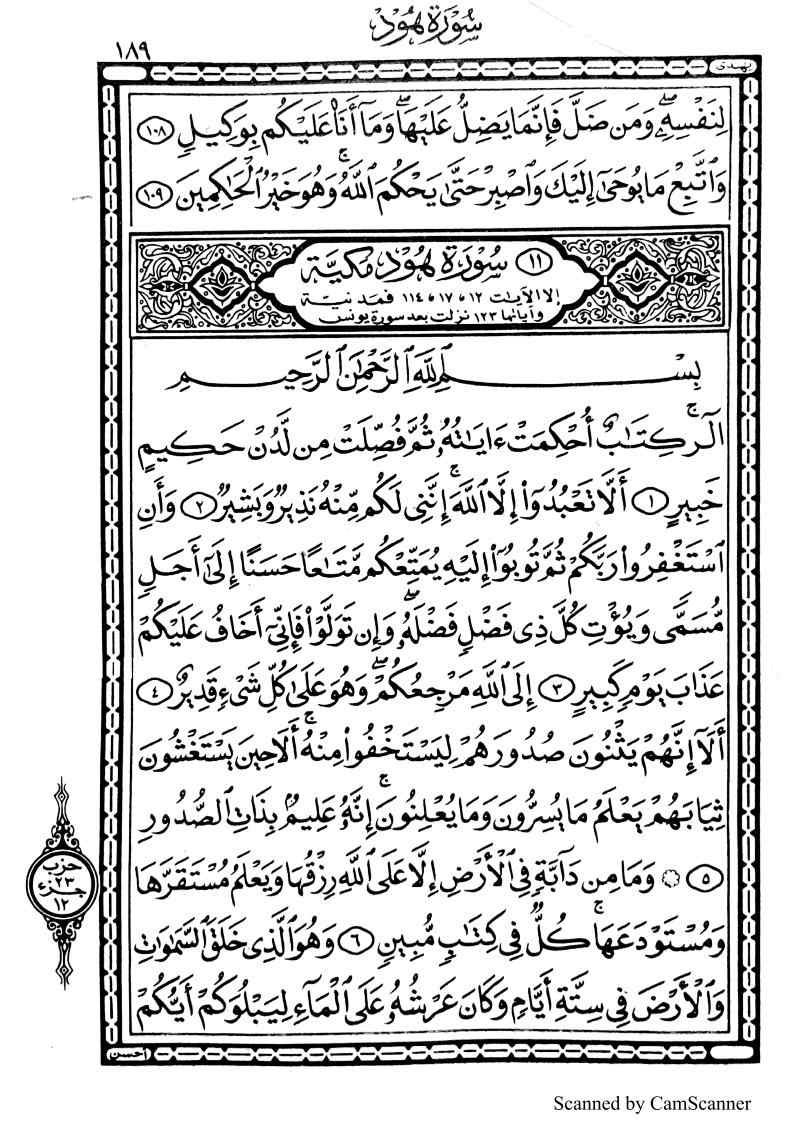 سُورَةُ هُودٍ
١٨٩
يهدى
لِنَفْسِهِۦۖ وَمَن ضَلَّ فَإِنَّمَا يَضِلُّ عَلَيْهَاۖ وَمَآ أَنَا۠ عَلَيْكُم بِوَكِيلٍ ١٠٨
وَٱتَّبِعْ مَا يُوحَىٰٓ إِلَيْكَ وَٱصْبِرْ حَتَّىٰ يَحْكُمَ ٱللَّهُۚ وَهُوَ خَيْرُ ٱلْحَاكِمِينَ ١٠٩
١١ سُورَةُ هُودٍ مَكِّيَّة
إلا الآيات ١٢ و ١٧ و ١١٤ فمدنية
وآياتها ١٢٣ نزلت بعد سورة يونس
بِسْمِ ٱللَّهِ ٱلرَّحْمَٰنِ ٱلرَّحِيمِ
الٓرۚ كِتَٰبٌ أُحْكِمَتْ ءَايَٰتُهُۥ ثُمَّ فُصِّلَتْ مِن لَّدُنْ حَكِيمٍ
خَبِيرٍ ١ أَلَّا تَعْبُدُوٓا۟ إِلَّا ٱللَّهَۚ إِنَّنِى لَكُم مِّنْهُ نَذِيرٌ وَبَشِيرٌ ٢ وَأَنِ
ٱسْتَغْفِرُوا۟ رَبَّكُمْ ثُمَّ تُوبُوٓا۟ إِلَيْهِ يُمَتِّعْكُم مَّتَٰعًا حَسَنًا إِلَىٰٓ أَجَلٍ
مُّسَمًّى وَيُؤْتِ كُلَّ ذِى فَضْلٍ فَضْلَهُۥۖ وَإِن تَوَلَّوْا۟ فَإِنِّىٓ أَخَافُ عَلَيْكُمْ
عَذَابَ يَوْمٍ كَبِيرٍ ٣ إِلَى ٱللَّهِ مَرْجِعُكُمْۖ وَهُوَ عَلَىٰ كُلِّ شَىْءٍ قَدِيرٌ ٤
أَلَآ إِنَّهُمْ يَثْنُونَ صُدُورَهُمْ لِيَسْتَخْفُوا۟ مِنْهُۚ أَلَا حِينَ يَسْتَغْشُونَ
ثِيَابَهُمْ يَعْلَمُ مَا يُسِرُّونَ وَمَا يُعْلِنُونَۚ إِنَّهُۥ عَلِيمٌۢ بِذَاتِ ٱلصُّدُورِ
٥ ۞ وَمَا مِن دَآبَّةٍ فِى ٱلْأَرْضِ إِلَّا عَلَى ٱللَّهِ رِزْقُهَا وَيَعْلَمُ مُسْتَقَرَّهَا
وَمُسْتَوْدَعَهَاۚ كُلٌّ فِى كِتَٰبٍ مُّبِينٍ ٦ وَهُوَ ٱلَّذِى خَلَقَ ٱلسَّمَٰوَٰتِ
وَٱلْأَرْضَ فِى سِتَّةِ أَيَّامٍ وَكَانَ عَرْشُهُۥ عَلَى ٱلْمَآءِ لِيَبْلُوَكُمْ أَيُّكُمْ
حزب
٢٣
جزء
١٢
أحسن
Scanned by CamScanner